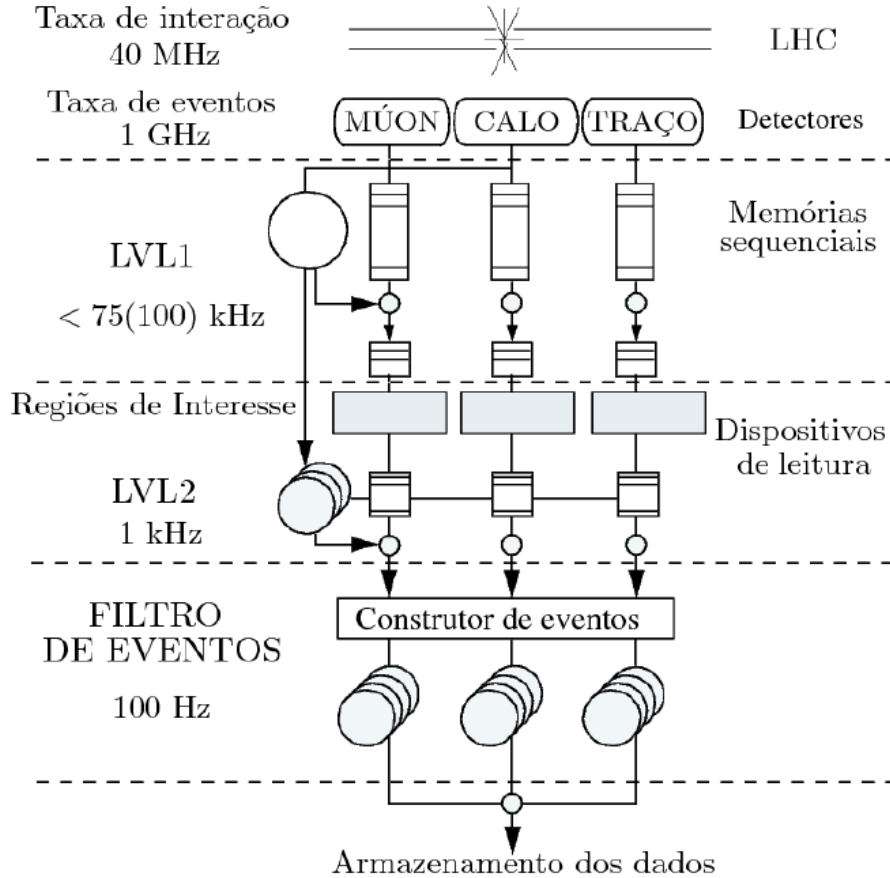 Taxa de interação
40 MHz
LHC
Taxa de eventos
1 GHz
MÚON
CALO
TRAÇO
Detectores
Memórias
sequenciais
LVL1
< 75(100) kHz
Regiões de Interesse
Dispositivos
de leitura
LVL2
1 kHz
FILTRO
DE EVENTOS
Construtor de eventos
100 Hz
Armazenamento dos dados